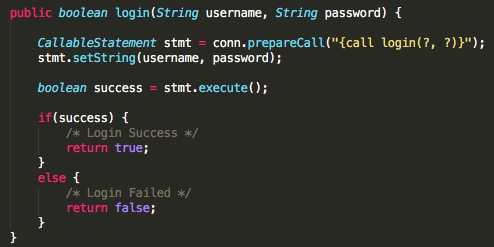 public boolean login(String username, String password) {
CallableStatement stmt = conn.prepareCall("{call login(?, ?)}");
stmt.setString(username, password);
boolean success = stmt.execute();
if(success) {
/* Login Success */
return true;
}
else {
/* Login Failed */
return false;
}
}